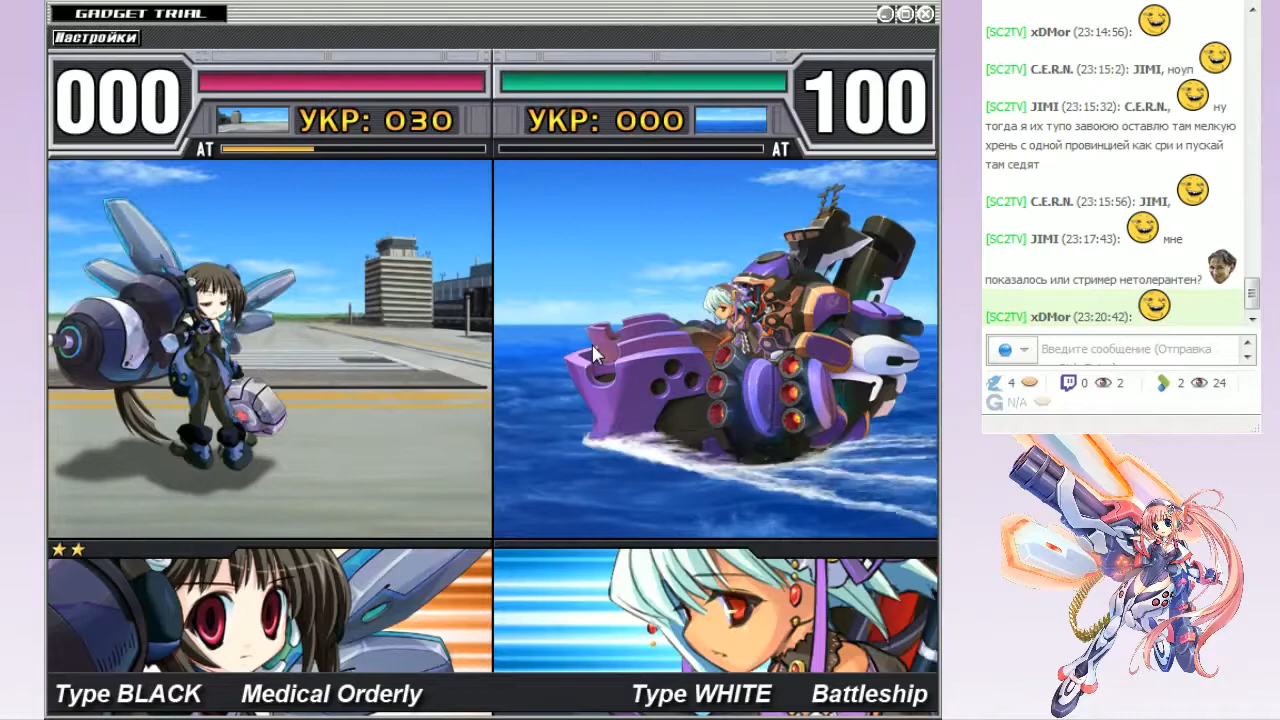 GADGET TRIAL
Настройки
000
УКР: 030
AT
УКР: 000
100
AT
Type BLACK Medical Orderly
Type WHITE Battleship
[SC2TV] xDMor (23:14:56):
[SC2TV] C.E.R.N. (23:15:2): JIMI, ноуп
[SC2TV] JIMI (23:15:32): C.E.R.N., ну
тогда я их тупо завоюю оставлю там мелкую
хрень с одной провинцией как сри и пускай
там седят
[SC2TV] C.E.R.N. (23:15:56): JIMI,
[SC2TV] JIMI (23:17:43): мне
показалось или стример нетолерантен?
[SC2TV] xDMor (23:20:42):
Введите сообщение (Отправка
4 0 2 2 24
N/A